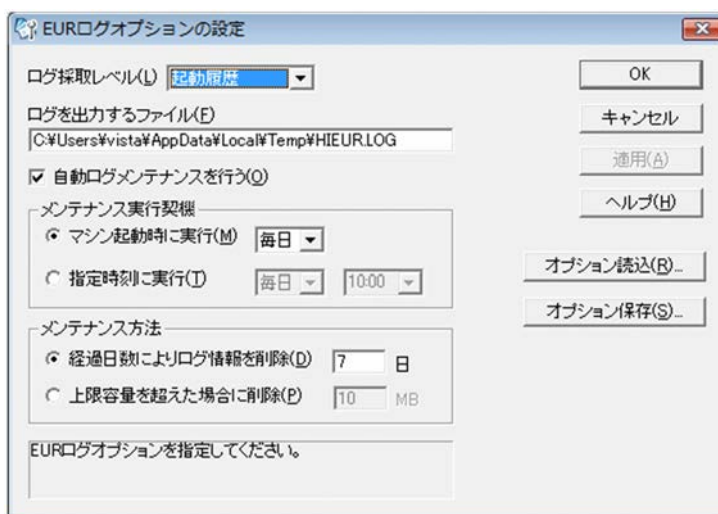 EURログオプションの設定
ログ採取レベル(L) 起動履歴
OK
ログを出力するファイル(F)
キャンセル
C:¥Users¥vista¥AppData¥Local¥Temp¥HIEUR.LOG
適用(A)
自動ログメンテナンスを行う(O)
ヘルプ(H)
メンテナンス実行契機
マシン起動時に実行(M) 毎日
オプション読込(R)...
指定時刻に実行(T) 毎日 10:00
オプション保存(S)...
メンテナンス方法
経過日数によりログ情報を削除(D) 7 日
上限容量を超えた場合に削除(P) 10 MB
EURログオプションを指定してください。